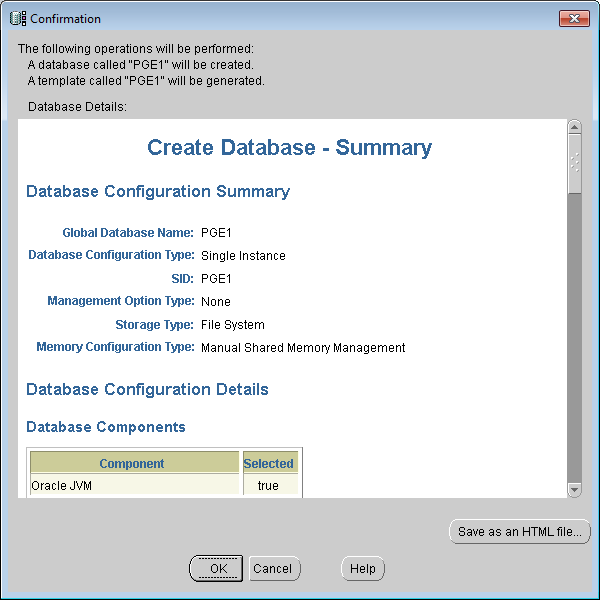 Confirmation
The following operations will be performed:
A database called "PGE1" will be created.
A template called "PGE1" will be generated.
Database Details:
Create Database - Summary
Database Configuration Summary
Global Database Name: PGE1
Database Configuration Type: Single Instance
SID: PGE1
Management Option Type: None
Storage Type: File System
Memory Configuration Type: Manual Shared Memory Management
Database Configuration Details
Database Components
Component Selected
Oracle JVM true
Save as an HTML file...
OK Cancel Help